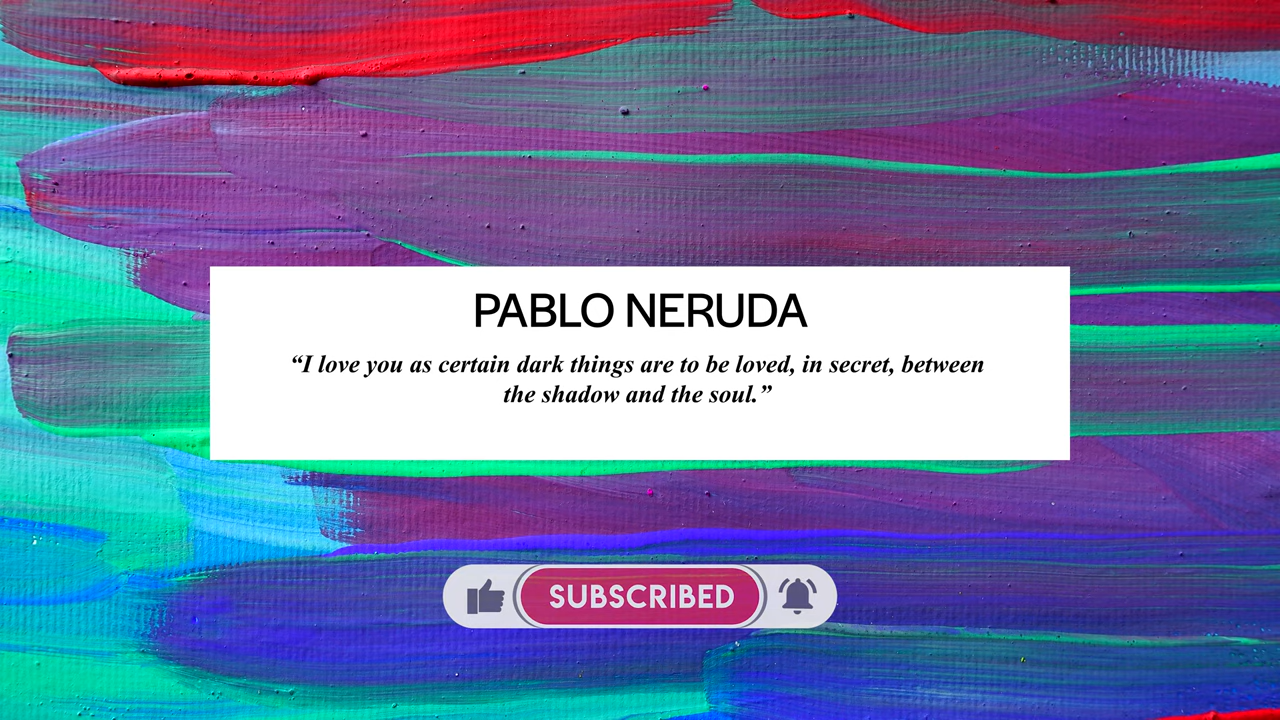 PABLO NERUDA
“I love you as certain dark things are to be loved, in secret, between
the shadow and the soul.”
SUBSCRIBED